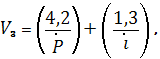 Vₐ = (4,2/Ṗ) + (1,3/i),